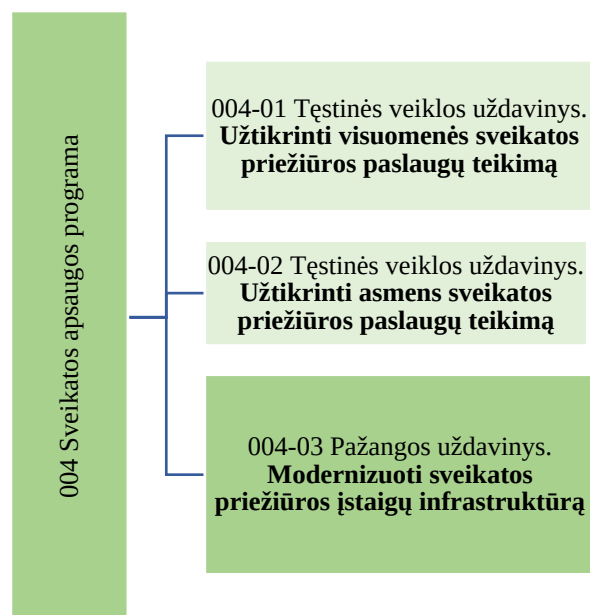 004 Sveikatos apsaugos programa
004-01 Tęstinės veiklos uždavinys.
Užtikrinti visuomenės sveikatos
priežiūros paslaugų teikimą
004-02 Tęstinės veiklos uždavinys.
Užtikrinti asmens sveikatos
priežiūros paslaugų teikimą
004-03 Pažangos uždavinys.
Modernizuoti sveikatos
priežiūros įstaigų infrastruktūrą